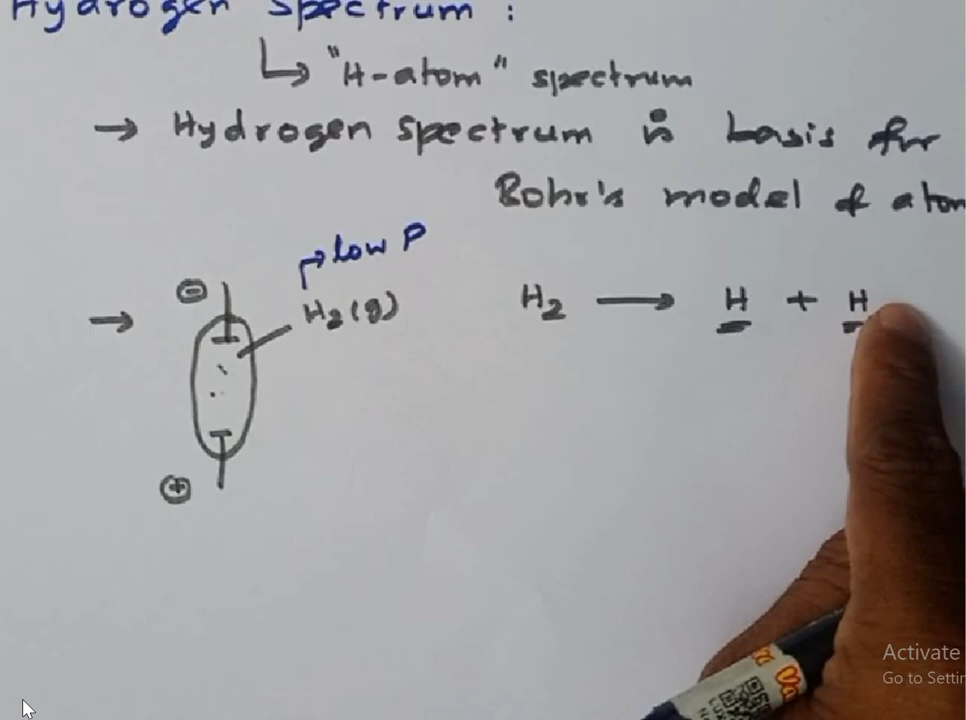 Hydrogen Spectrum :
↳ "H-atom" spectrum
→ Hydrogen spectrum is basis for
Bohr's model of atom
→ low P
→ ⊖ H2(g)
H2 → H + H
⊕
Activate
Go to Settin